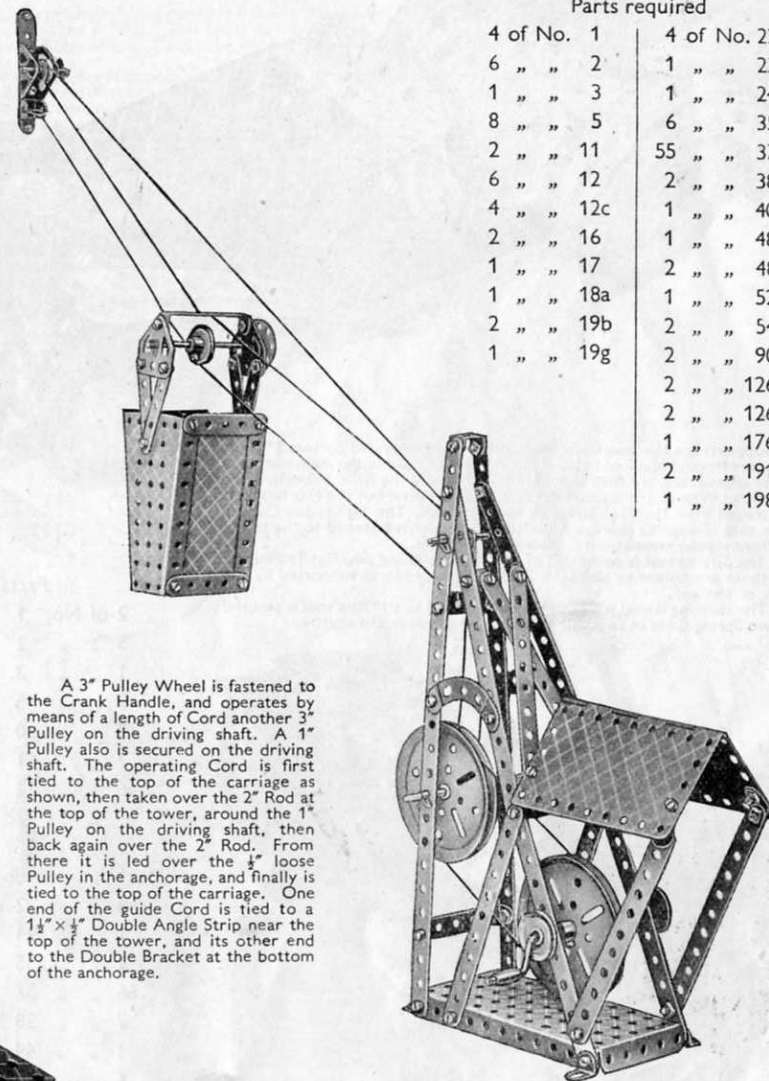 Parts required
4 of No. 1
6 „ „ 2
1 „ „ 3
8 „ „ 5
2 „ „ 11
6 „ „ 12
4 „ „ 12c
2 „ „ 16
1 „ „ 17
1 „ „ 18a
2 „ „ 19b
1 „ „ 19g
4 of No.
1 „ „
1 „ „
6 „ „
55 „ „
2 „ „
1 „ „
1 „ „
2 „ „
1 „ „
2 „ „
2 „ „
2 „ „
2 „ „
1 „ „
2 „ „
1 „ „
A 3″ Pulley Wheel is fastened to
the Crank Handle, and operates by
means of a length of Cord another 3″
Pulley on the driving shaft. A 1″
Pulley also is secured on the driving
shaft. The operating Cord is first
tied to the top of the carriage as
shown, then taken over the 2″ Rod at
the top of the tower, around the 1″
Pulley on the driving shaft, then
back again over the 2″ Rod. From
there it is led over the ½″ loose
Pulley in the anchorage, and finally is
tied to the top of the carriage. One
end of the guide Cord is tied to a
1½″ × ½″ Double Angle Strip near the
top of the tower, and its other end
to the Double Bracket at the bottom
of the anchorage.